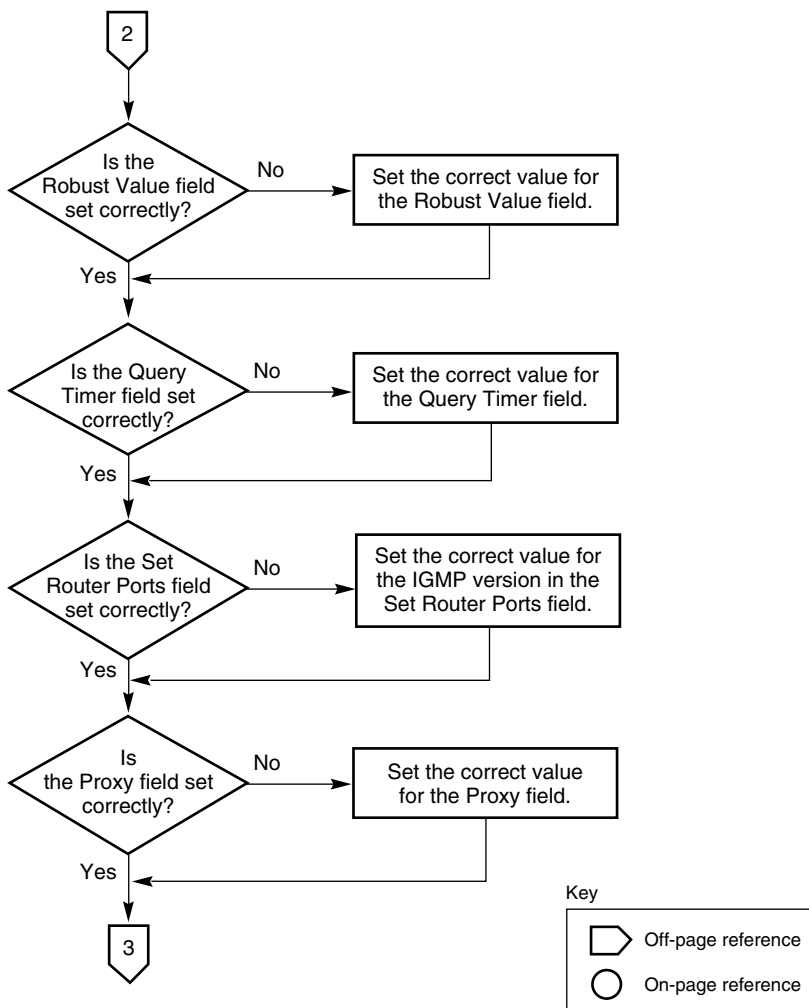 2
Is the
Robust Value field
set correctly?
No
Set the correct value for
the Robust Value field.
Yes
Is the Query
Timer field set
correctly?
No
Set the correct value for
the Query Timer field.
Yes
Is the Set
Router Ports field
set correctly?
No
Set the correct value for
the IGMP version in the
Set Router Ports field.
Yes
Is
the Proxy field set
correctly?
No
Set the correct value
for the Proxy field.
Yes
3
Key
Off-page reference
On-page reference